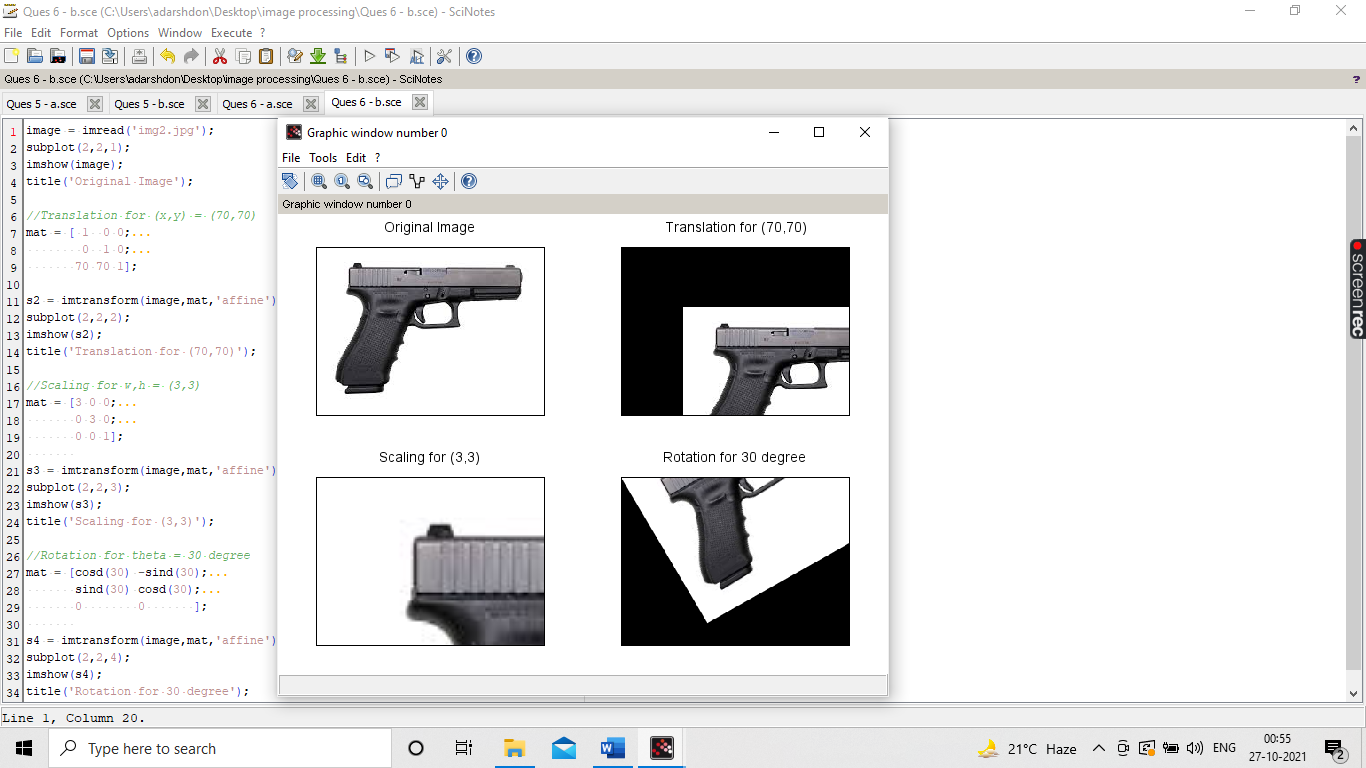 Ques 6 - b.sce (C:\Users\adarshdon\Desktop\image processing\Ques 6 - b.sce) - SciNotes
File Edit Format Options Window Execute ?
Ques 6 - b.sce (C:\Users\adarshdon\Desktop\image processing\Ques 6 - b.sce) - SciNotes ?
Ques 5 - a.sce Ques 5 - b.sce Ques 6 - a.sce Ques 6 - b.sce
1 image = imread('img2.jpg');
2 subplot(2,2,1);
3 imshow(image);
4 title('Original Image');
5
6 //Translation for (x,y) = (70,70)
7 mat = [ 1 0 0;...
8 0 1 0;...
9 70 70 1];
10
11 s2 = imtransform(image,mat,'affine')
12 subplot(2,2,2);
13 imshow(s2);
14 title('Translation for (70,70)');
15
16 //Scaling for w,h = (3,3)
17 mat = [3 0 0;...
18 0 3 0;...
19 0 0 1];
20
21 s3 = imtransform(image,mat,'affine')
22 subplot(2,2,3);
23 imshow(s3);
24 title('Scaling for (3,3)');
25
26 //Rotation for theta = 30 degree
27 mat = [cosd(30) -sind(30);...
28 sind(30) cosd(30);...
29 0 0 ];
30
31 s4 = imtransform(image,mat,'affine')
32 subplot(2,2,4);
33 imshow(s4);
34 title('Rotation for 30 degree');
Graphic window number 0
File Tools Edit ?
Graphic window number 0
Original Image
Translation for (70,70)
Scaling for (3,3)
Rotation for 30 degree
screenrec
Line 1, Column 20.
Type here to search
21°C Haze
ENG
00:55
27-10-2021
2